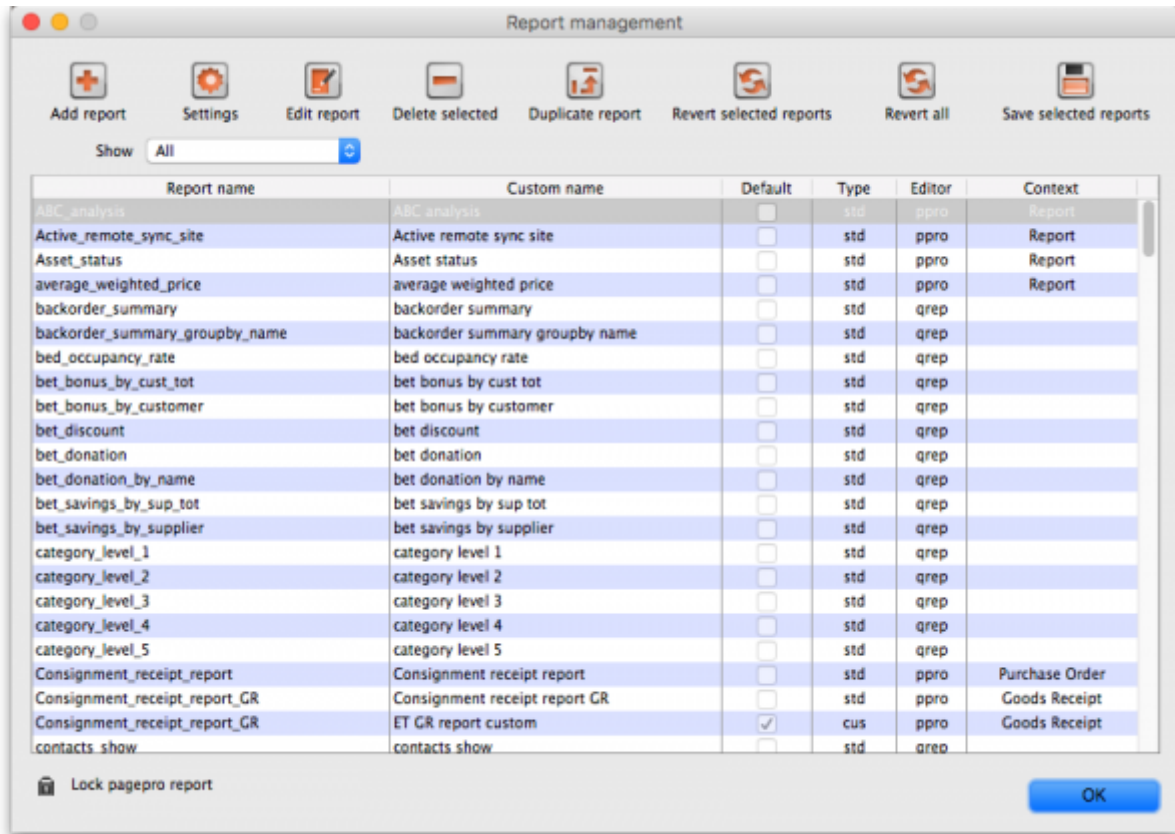 Report management
Add report Settings Edit report Delete selected Duplicate report Revert selected reports Revert all Save selected reports
Show All
Report name Custom name Default Type Editor Context
ABC_analysis ABC analysis std ppro Report
Active_remote_sync_site Active remote sync site std ppro Report
Asset_status Asset status std ppro Report
average_weighted_price average weighted price std ppro Report
backorder_summary backorder summary std qrep
backorder_summary_groupby_name backorder summary groupby name std qrep
bed_occupancy_rate bed occupancy rate std qrep
bet_bonus_by_cust_tot bet bonus by cust tot std qrep
bet_bonus_by_customer bet bonus by customer std qrep
bet_discount bet discount std qrep
bet_donation bet donation std qrep
bet_donation_by_name bet donation by name std qrep
bet_savings_by_sup_tot bet savings by sup tot std qrep
bet_savings_by_supplier bet savings by supplier std qrep
category_level_1 category level 1 std qrep
category_level_2 category level 2 std qrep
category_level_3 category level 3 std qrep
category_level_4 category level 4 std qrep
category_level_5 category level 5 std qrep
Consignment_receipt_report Consignment receipt report std ppro Purchase Order
Consignment_receipt_report_GR Consignment receipt report GR std ppro Goods Receipt
Consignment_receipt_report_GR ET GR report custom cus ppro Goods Receipt
contacts_show contacts show std qrep
Lock pagepro report
OK